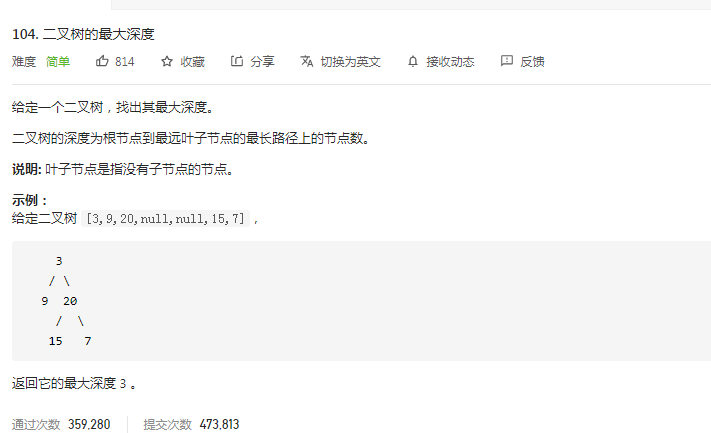 104. 二叉树的最大深度
难度 简单 814 收藏 分享 切换为英文 接收动态 反馈
给定一个二叉树，找出其最大深度。
二叉树的深度为根节点到最远叶子节点的最长路径上的节点数。
说明: 叶子节点是指没有子节点的节点。
示例：
给定二叉树 [3,9,20,null,null,15,7]，
3
/ \
9 20
/ \
15 7
返回它的最大深度 3 。
通过次数 359,280 提交次数 473,813